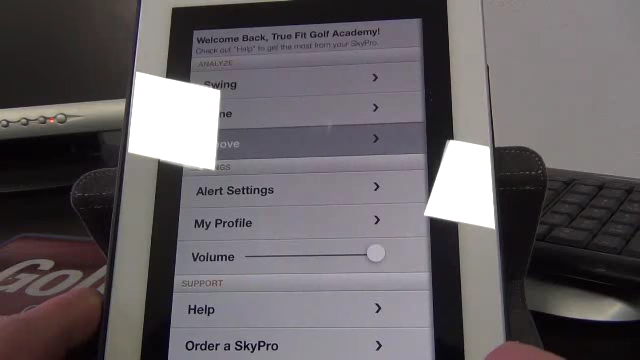 Welcome Back, True Fit Golf Academy!
Check out "Help" to get the most from your SkyPro.
ANALYZE
Swing
Alert Settings
My Profile
Volume
SUPPORT
Help
Order a SkyPro